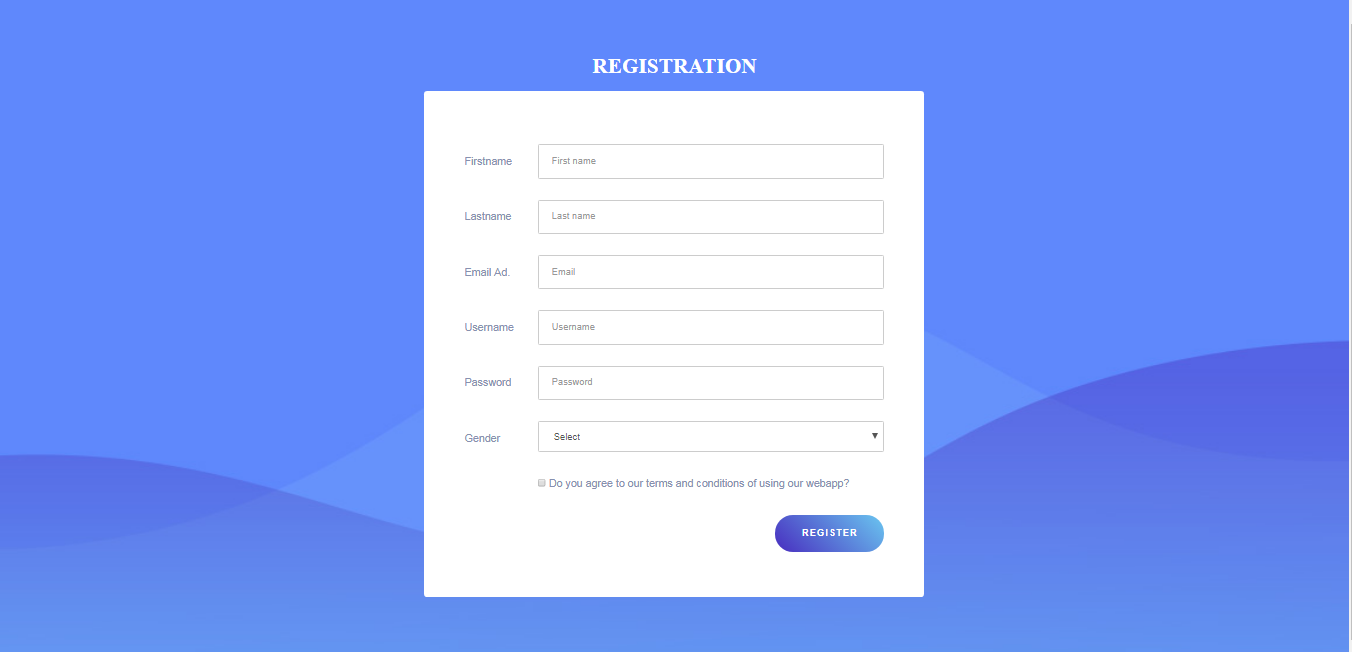 REGISTRATION
Firstname First name
Lastname Last name
Email Ad. Email
Username Username
Password Password
Gender Select
Do you agree to our terms and conditions of using our webapp?
REGISTER